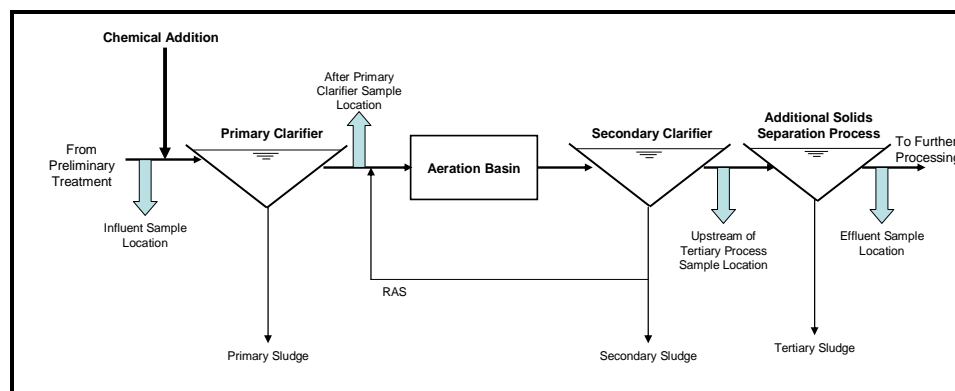 Chemical Addition
After Primary
Clarifier Sample
Location
Primary Clarifier
Secondary Clarifier
Additional Solids
Separation Process
From
Preliminary
Treatment
Aeration Basin
To Further
Processing
Influent Sample
Location
Upstream of
Tertiary Process
Sample Location
Effluent Sample
Location
RAS
Primary Sludge
Secondary Sludge
Tertiary Sludge